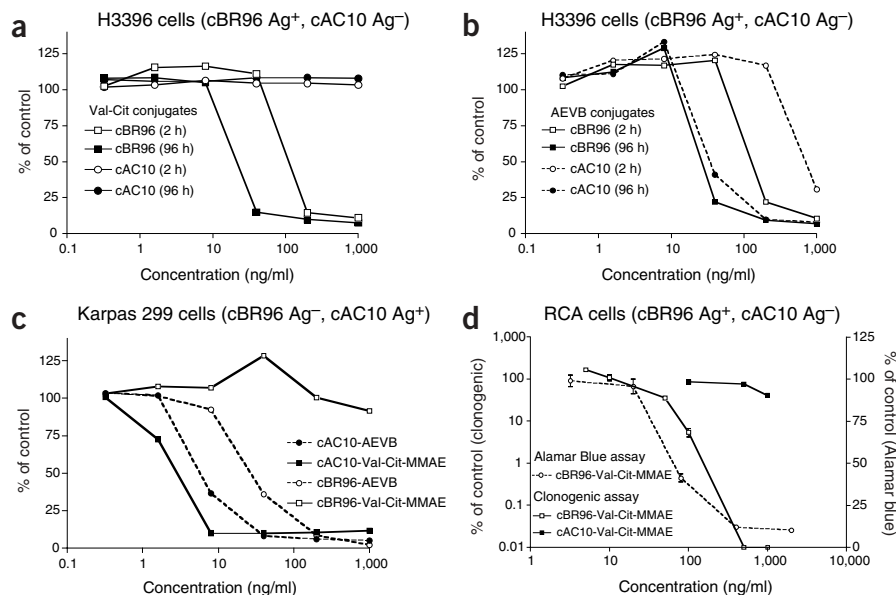 a
H3396 cells (cBR96 Ag+, cAC10 Ag–)
% of control
125
100
75
50
25
0
Val-Cit conjugates
cBR96 (2 h)
cBR96 (96 h)
cAC10 (2 h)
cAC10 (96 h)
0.1 1 10 100 1,000
Concentration (ng/ml)
b
H3396 cells (cBR96 Ag+, cAC10 Ag–)
% of control
125
100
75
50
25
0
AEVB conjugates
cBR96 (2 h)
cBR96 (96 h)
cAC10 (2 h)
cAC10 (96 h)
0.1 1 10 100 1,000
Concentration (ng/ml)
c
Karpas 299 cells (cBR96 Ag–, cAC10 Ag+)
% of control
125
100
75
50
25
0
cAC10-AEVB
cAC10-Val-Cit-MMAE
cBR96-AEVB
cBR96-Val-Cit-MMAE
0.1 1 10 100 1,000
Concentration (ng/ml)
d
RCA cells (cBR96 Ag+, cAC10 Ag–)
% of control (clonogenic)
1,000
100
10
1
0.1
0.01
Alamar Blue assay
cBR96-Val-Cit-MMAE
Clonogenic assay
cBR96-Val-Cit-MMAE
cAC10-Val-Cit-MMAE
125
100
75
50
25
0
% of control (Alamar blue)
1 10 100 1,000 10,000
Concentration (ng/ml)